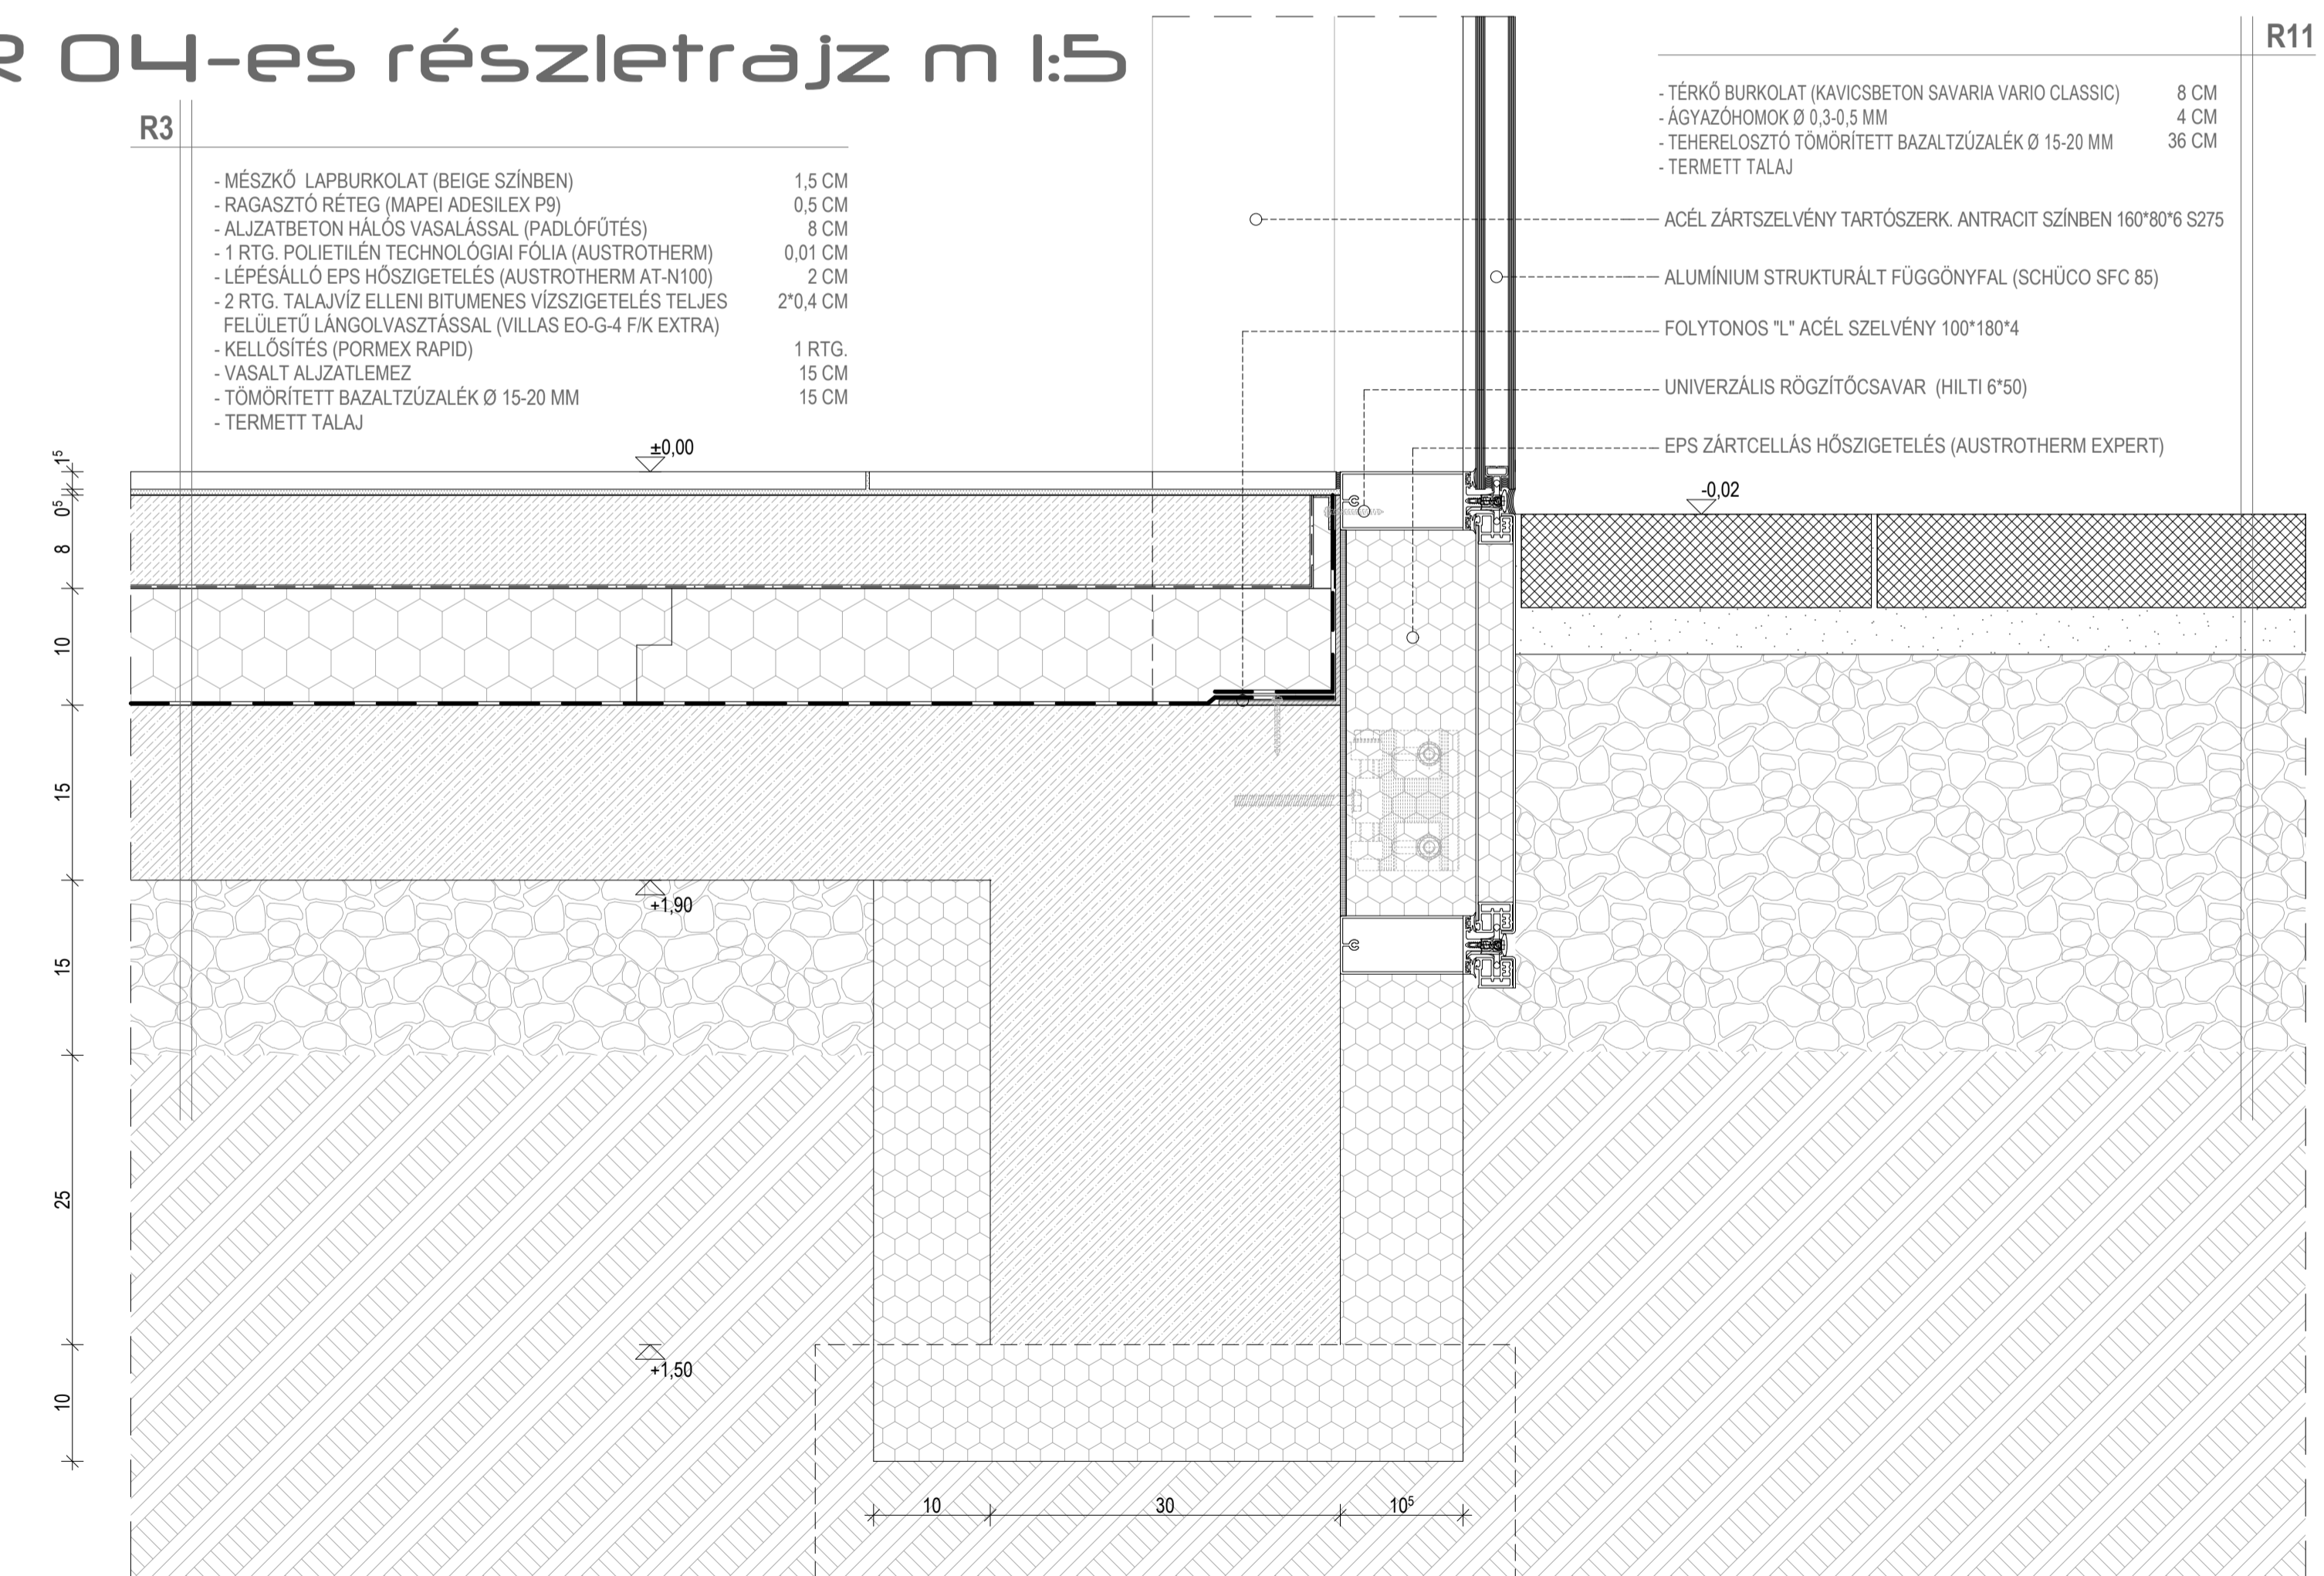 R 04-es részletrajz m 1:5
R3
- MÉSZKŐ LAPBURKOLAT (BEIGE SZÍNBEN) 1,5 CM
- RAGASZTÓ RÉTEG (MAPEI ADESILEX P9) 0,5 CM
- ALJZATBETON HÁLÓS VASALÁSSAL (PADLÓFŰTÉS) 8 CM
- 1 RTG. POLIETILÉN TECHNOLÓGIAI FÓLIA (AUSTROTHERM) 0,01 CM
- LÉPÉSÁLLÓ EPS HŐSZIGETELÉS (AUSTROTHERM AT-N100) 2 CM
- 2 RTG. TALAJVÍZ ELLENI BITUMENES VÍZSZIGETELÉS TELJES 2*0,4 CM
FELÜLETŰ LÁNGOLVASZTÁSSAL (VILLAS EO-G-4 F/K EXTRA)
- KELLŐSÍTÉS (PORMEX RAPID) 1 RTG.
- VASALT ALJZATLEMEZ 15 CM
- TÖMÖRÍTETT BAZALTZÚZALÉK Ø 15-20 MM 15 CM
- TERMETT TALAJ
R11
- TÉRKŐ BURKOLAT (KAVICSBETON SAVARIA VARIO CLASSIC) 8 CM
- ÁGYAZÓHOMOK Ø 0,3-0,5 MM 4 CM
- TEHERELOSZTÓ TÖMÖRÍTETT BAZALTZÚZALÉK Ø 15-20 MM 36 CM
- TERMETT TALAJ
ACÉL ZÁRTSZELVÉNY TARTÓSZERK. ANTRACIT SZÍNBEN 160*80*6 S275
ALUMÍNIUM STRUKTURÁLT FÜGGÖNYFAL (SCHÜCO SFC 85)
FOLYTONOS "L" ACÉL SZELVÉNY 100*180*4
UNIVERZÁLIS RÖGZÍTŐCSAVAR (HILTI 6*50)
EPS ZÁRTCELLÁS HŐSZIGETELÉS (AUSTROTHERM EXPERT)
±0,00
-0,02
+1,90
+1,50
1⁵
0⁵
8
10
15
15
25
10
10 30 10⁵